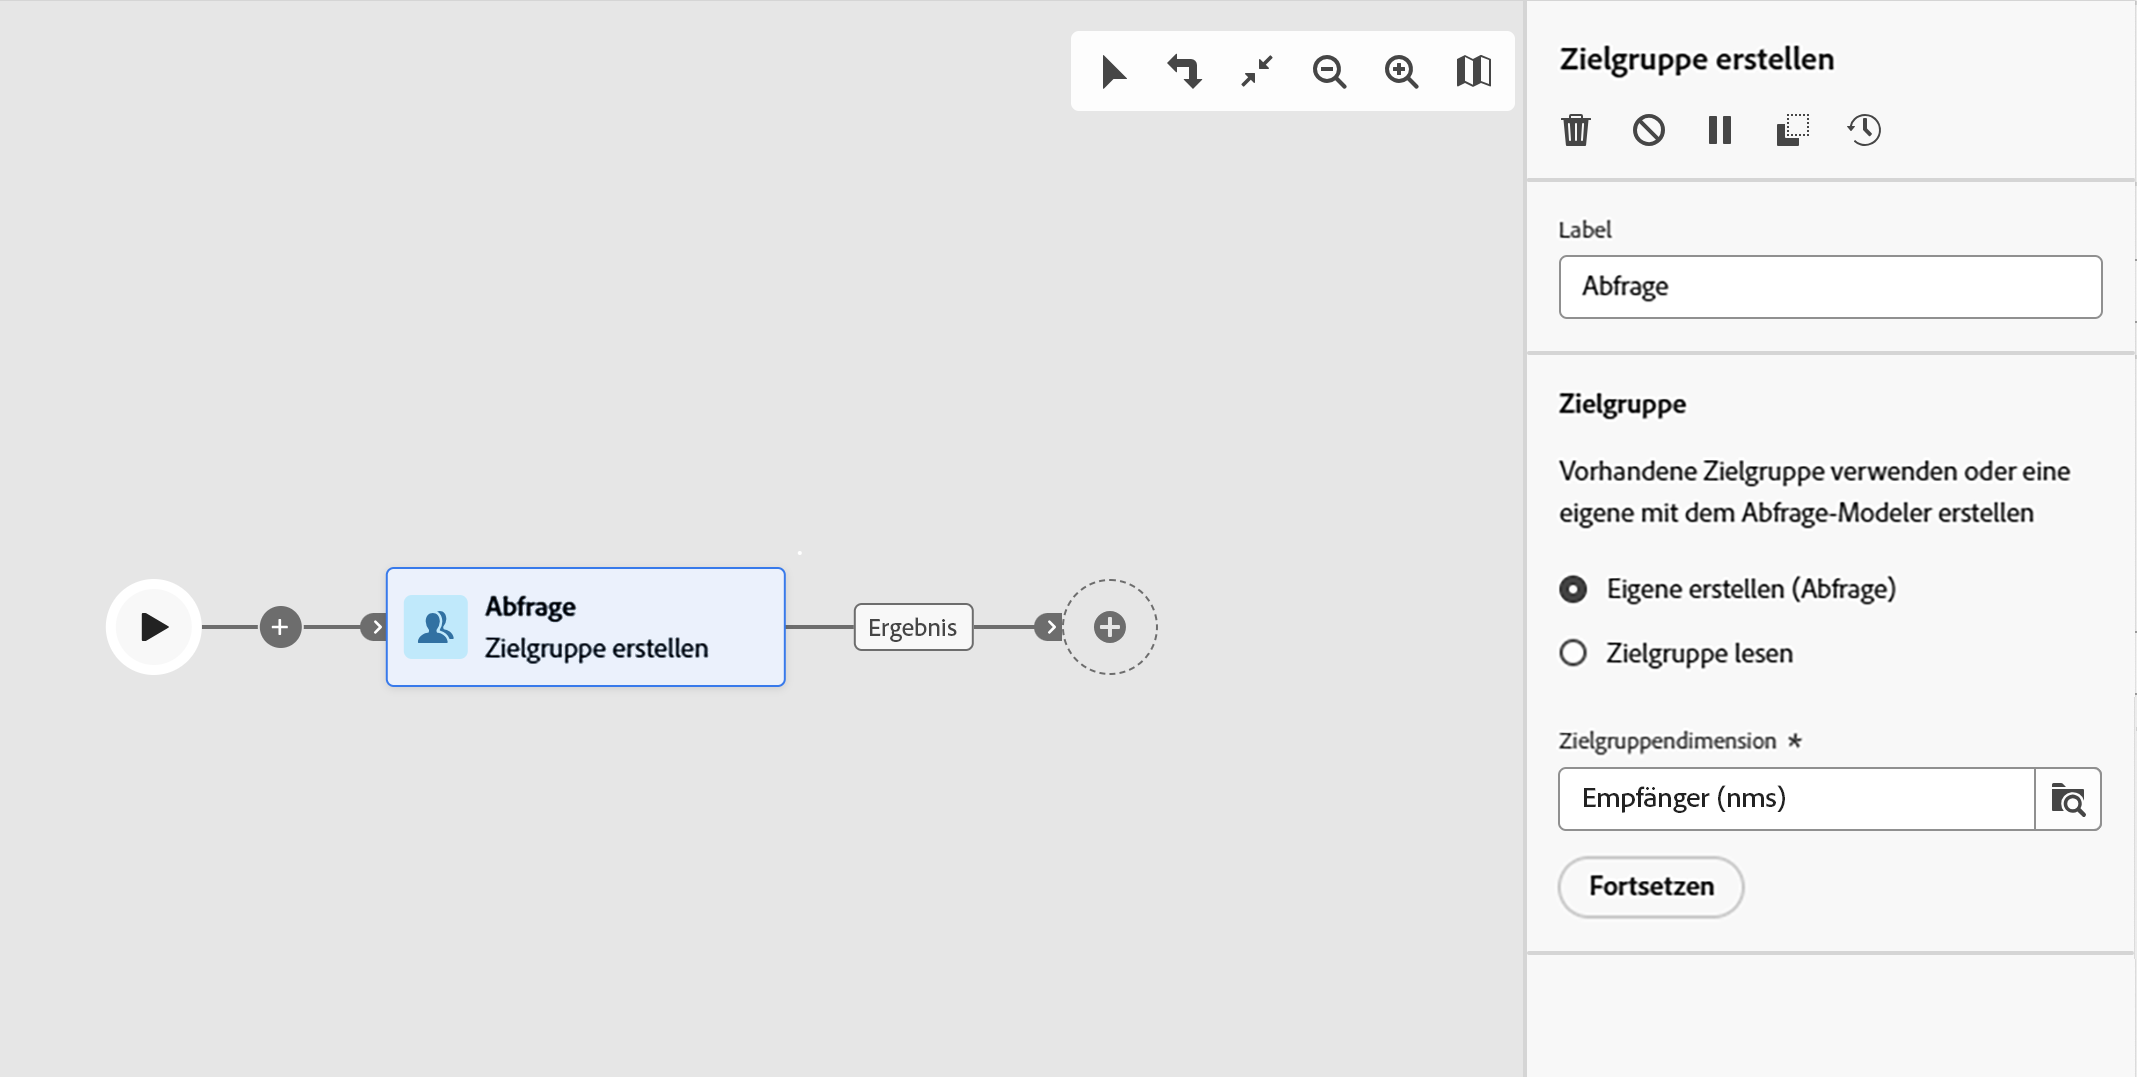 Zielgruppe erstellen
Label
Abfrage
Zielgruppe
Vorhandene Zielgruppe verwenden oder eine
eigene mit dem Abfrage-Modeler erstellen
Eigene erstellen (Abfrage)
Zielgruppe lesen
Zielgruppendimension *
Empfänger (nms)
Fortsetzen
Abfrage
Zielgruppe erstellen
Ergebnis